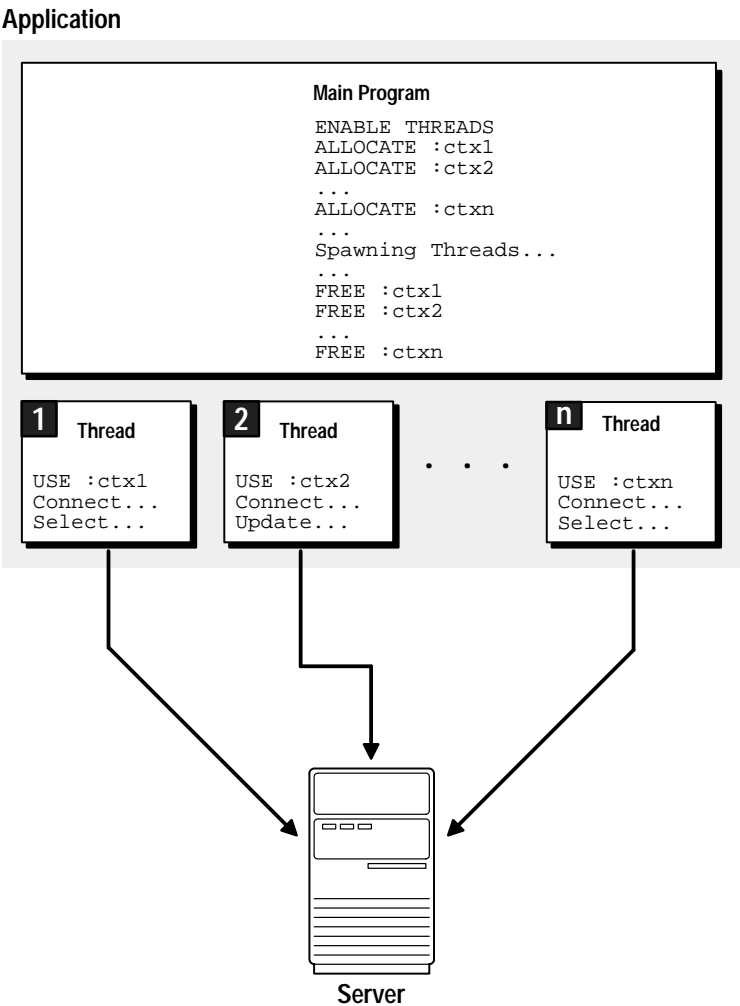 Application
Main Program
ENABLE THREADS
ALLOCATE :ctx1
ALLOCATE :ctx2
...
ALLOCATE :ctxn
...
Spawning Threads...
...
FREE :ctx1
FREE :ctx2
...
FREE :ctxn
1 Thread
USE :ctx1
Connect...
Select...
2 Thread
USE :ctx2
Connect...
Update...
. . .
n Thread
USE :ctxn
Connect...
Select...
Server